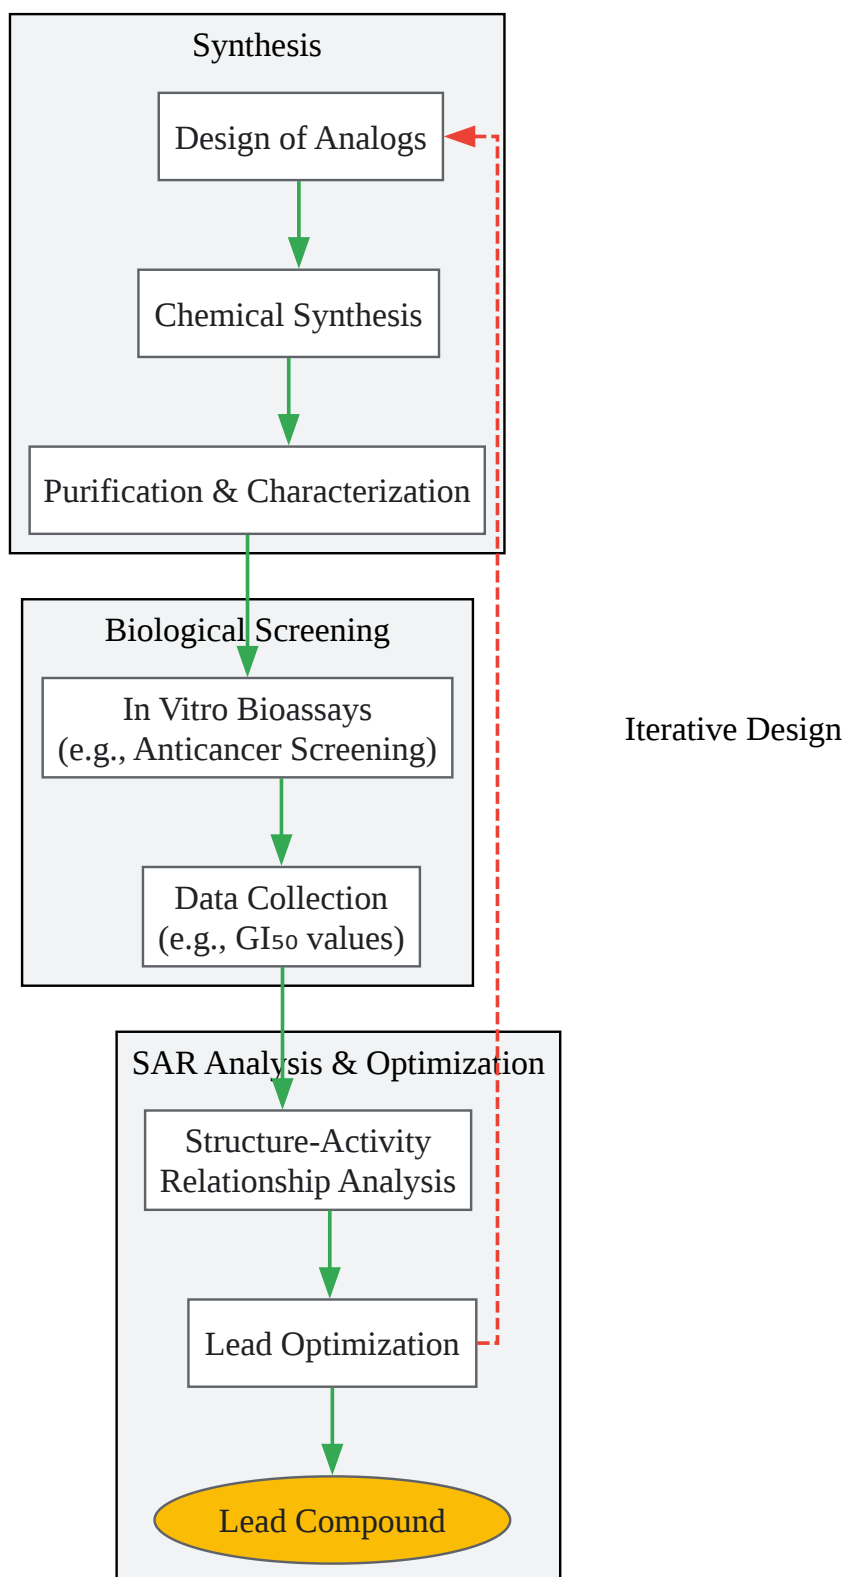 Synthesis
Design of Analogs
Chemical Synthesis
Purification & Characterization
Biological Screening
In Vitro Bioassays
(e.g., Anticancer Screening)
Iterative Design
Data Collection
(e.g., GI₅₀ values)
SAR Analysis & Optimization
Structure-Activity
Relationship Analysis
Lead Optimization
Lead Compound